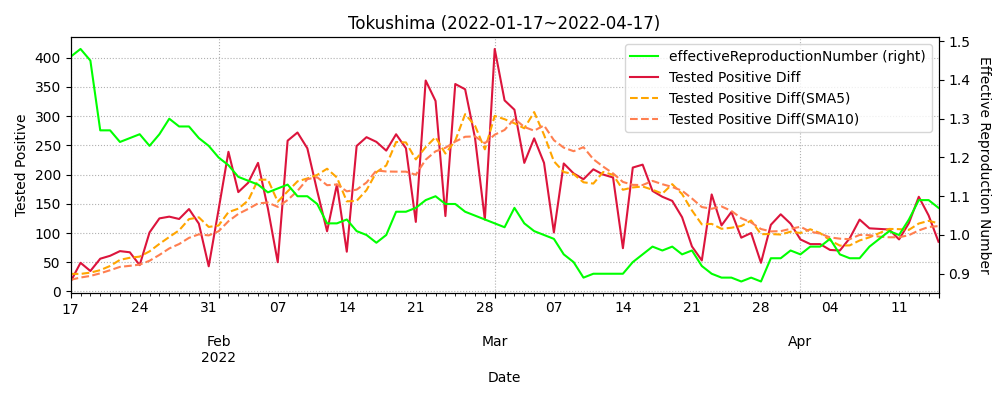 Tokushima (2022-01-17~2022-04-17)
effectiveReproductionNumber (right)
Tested Positive Diff
Tested Positive Diff(SMA5)
Tested Positive Diff(SMA10)
Tested Positive
400
350
300
250
200
150
100
50
0
1.5
1.4
1.3
1.2
1.1
1.0
0.9
Effective Reproduction Number
17 24 31 07 14 21 28 07 14 21 28 04 11
Feb Mar Apr
2022
Date